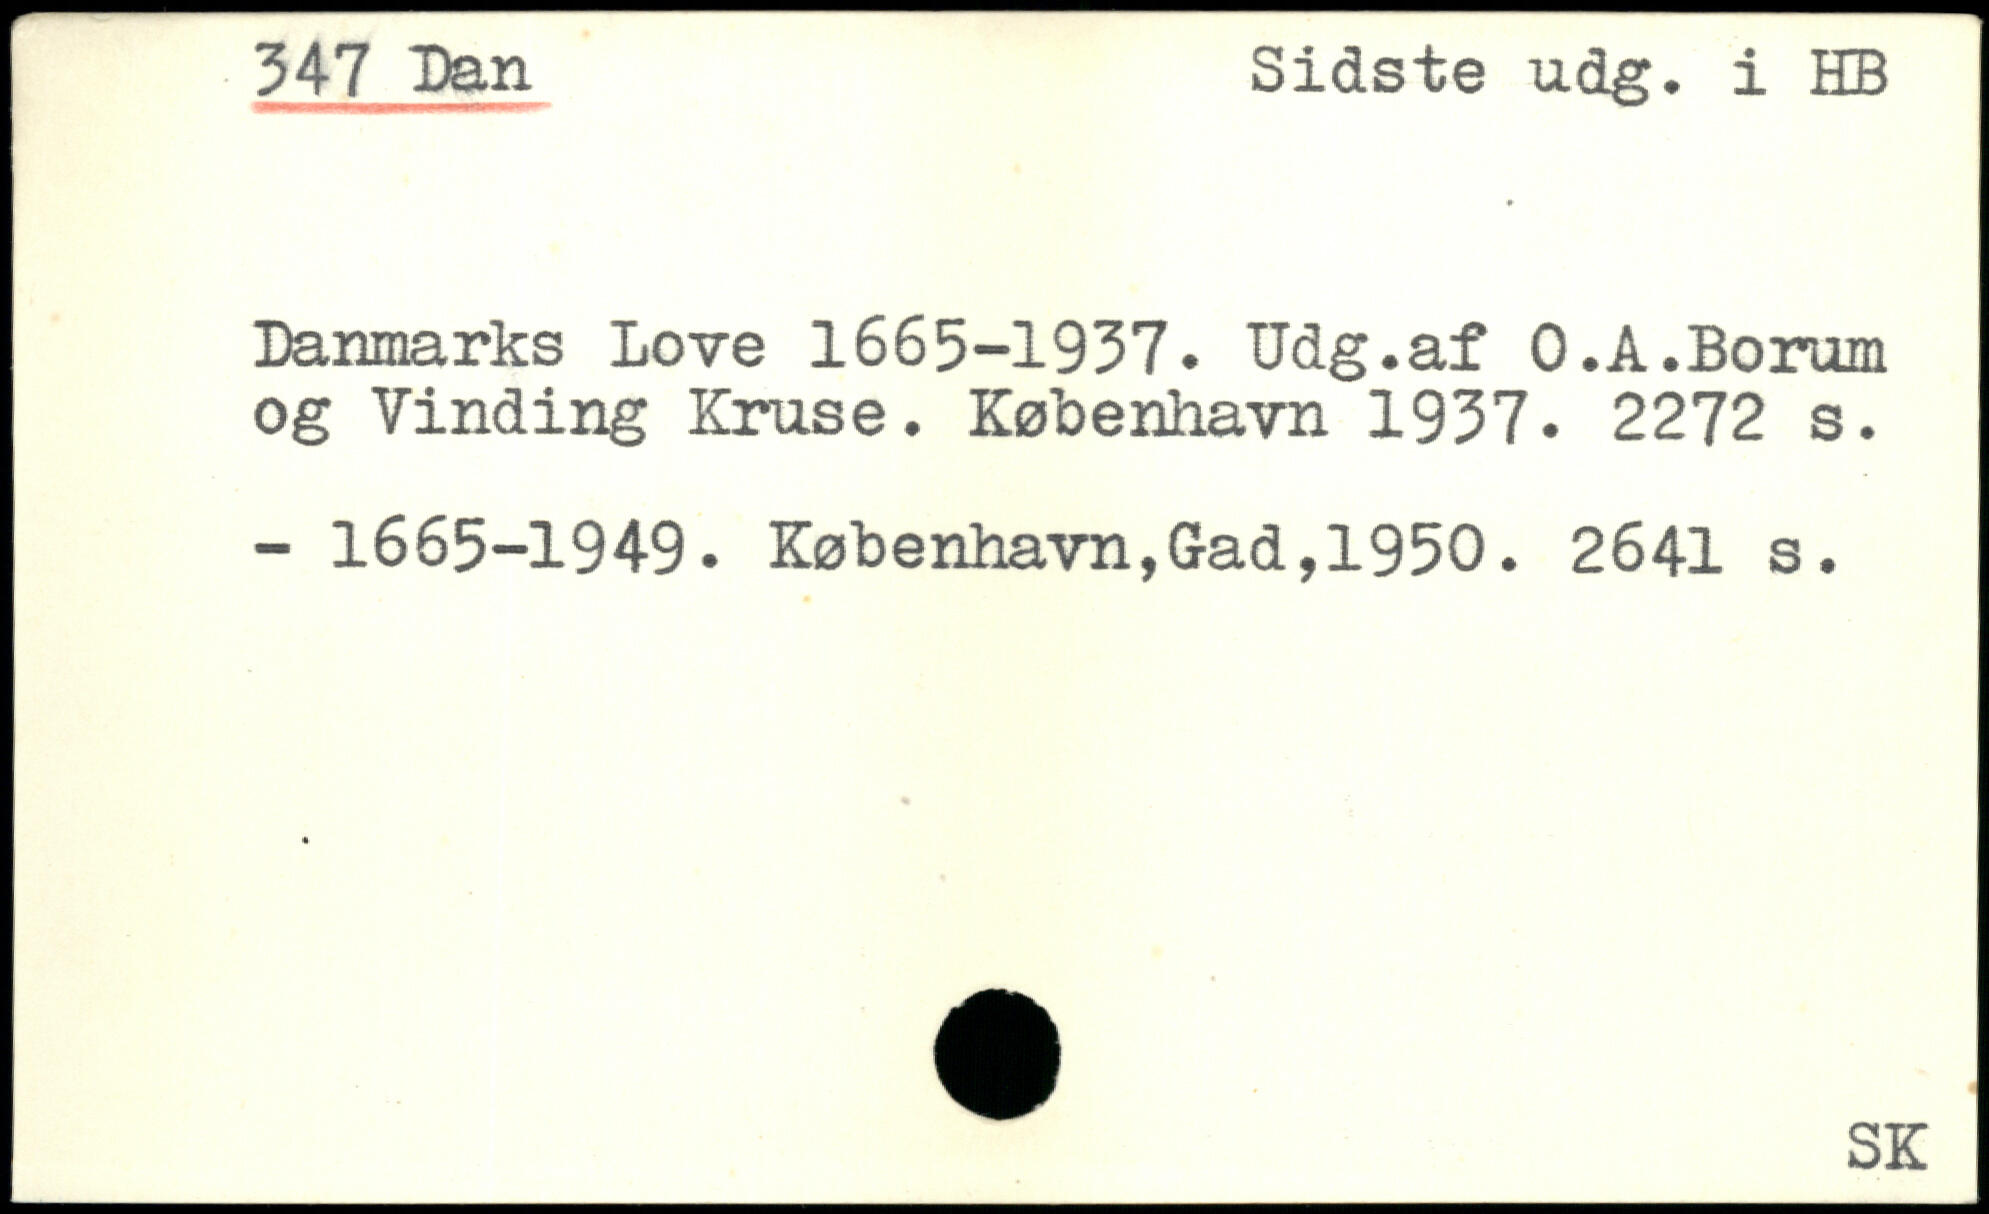 347 Dan
Sidste udg. i HB
Danmarks Love 1665-1937. Udg.af O.A.Borum
og Vinding Kruse. København 1937. 2272 s.
- 1665-1949. København,Gad,1950. 2641 s.
SK